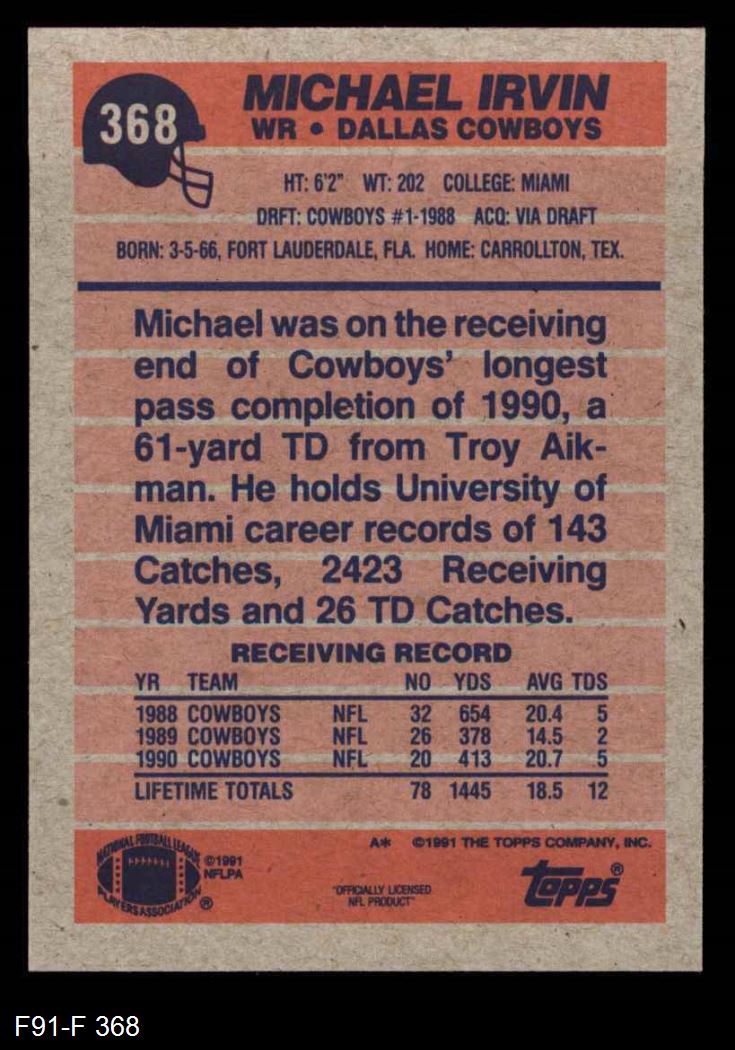 368
MICHAEL IRVIN
WR • DALLAS COWBOYS
HT: 6'2" WT: 202 COLLEGE: MIAMI
DRFT: COWBOYS #1-1988 ACQ: VIA DRAFT
BORN: 3-5-66, FORT LAUDERDALE, FLA. HOME: CARROLLTON, TEX.
Michael was on the receiving
end of Cowboys' longest
pass completion of 1990, a
61-yard TD from Troy Aik-
man. He holds University of
Miami career records of 143
Catches, 2423 Receiving
Yards and 26 TD Catches.
RECEIVING RECORD
YR TEAM NO YDS AVG TDS
1988 COWBOYS NFL 32 654 20.4 5
1989 COWBOYS NFL 26 378 14.5 2
1990 COWBOYS NFL 20 413 20.7 5
LIFETIME TOTALS 78 1445 18.5 12
NATIONAL FOOTBALL LEAGUE
PLAYERS ASSOCIATION ®
©1991
NFLPA
A* ©1991 THE TOPPS COMPANY, INC.
"OFFICIALLY LICENSED
NFL PRODUCT"
topps®
F91-F 368